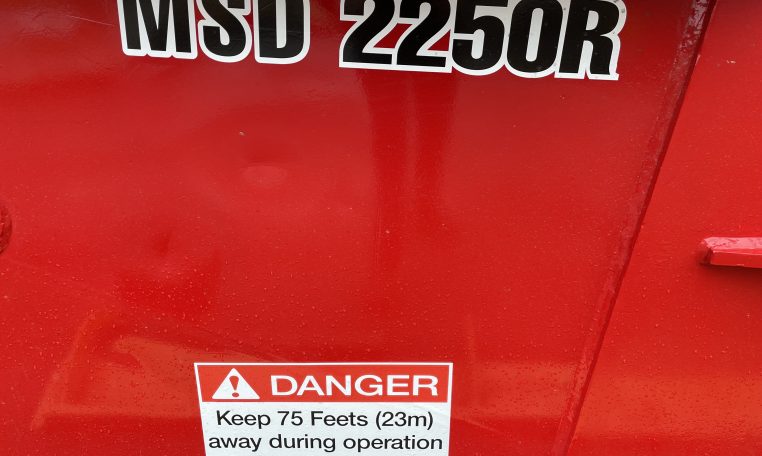 MSD 2250R
DANGER
Keep 75 Feets (23m)
away during operation